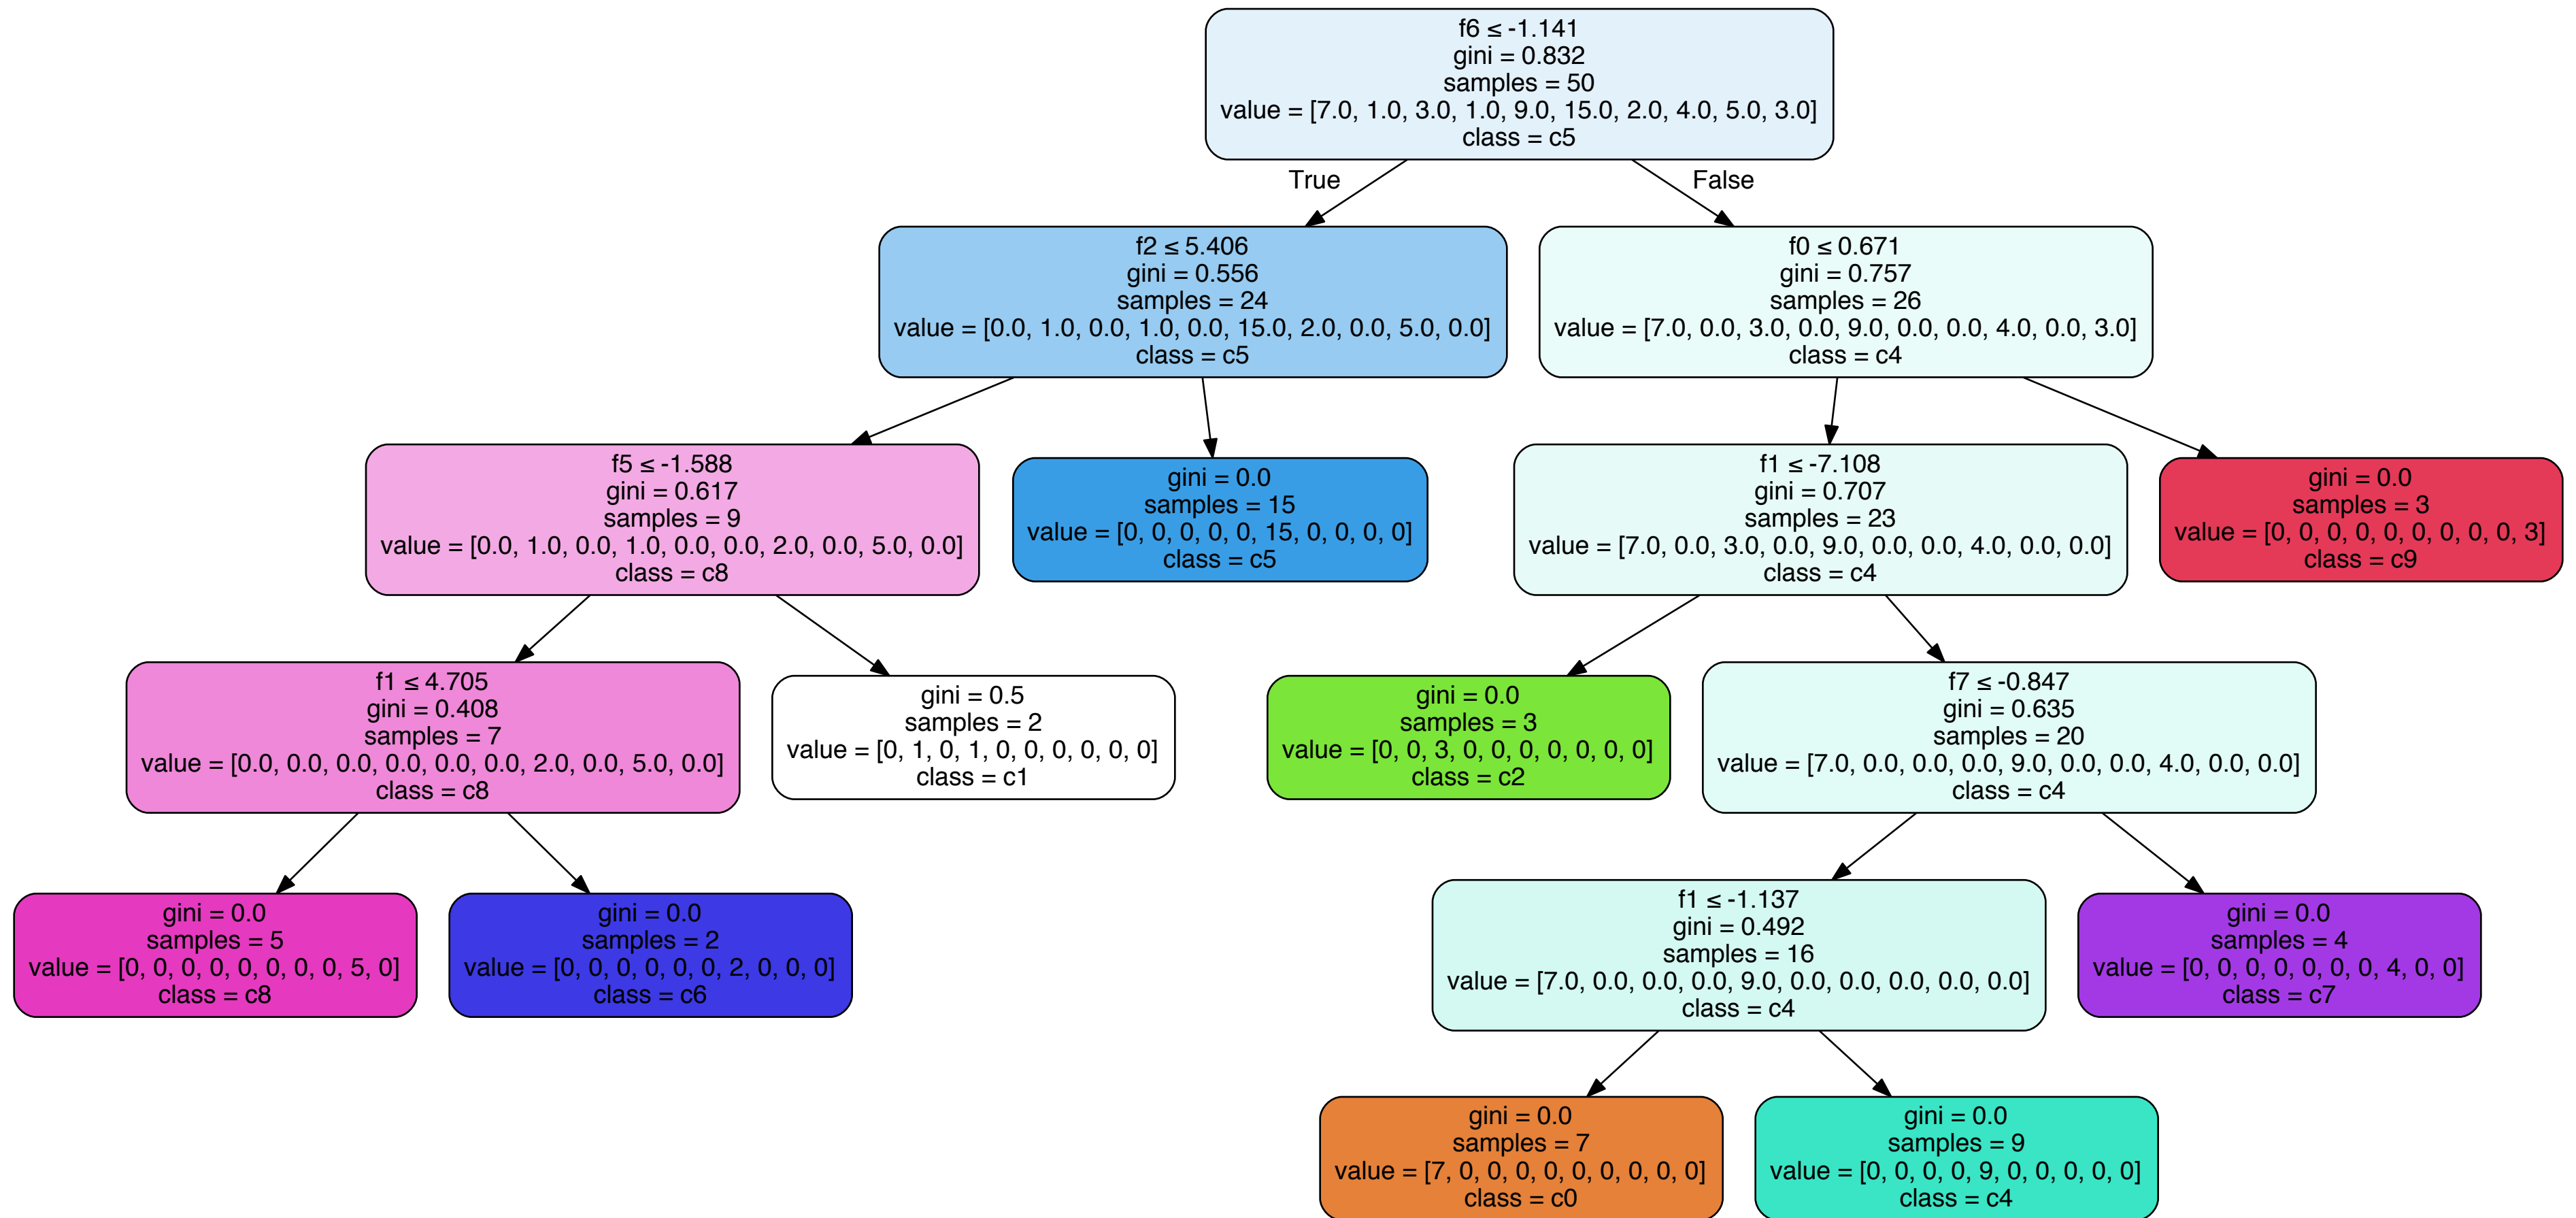 f6 ≤ -1.141
gini = 0.832
samples = 50
value = [7.0, 1.0, 3.0, 1.0, 9.0, 15.0, 2.0, 4.0, 5.0, 3.0]
class = c5
True
False
f2 ≤ 5.406
gini = 0.556
samples = 24
value = [0.0, 1.0, 0.0, 1.0, 0.0, 15.0, 2.0, 0.0, 5.0, 0.0]
class = c5
f0 ≤ 0.671
gini = 0.757
samples = 26
value = [7.0, 0.0, 3.0, 0.0, 9.0, 0.0, 0.0, 4.0, 0.0, 3.0]
class = c4
f5 ≤ -1.588
gini = 0.617
samples = 9
value = [0.0, 1.0, 0.0, 1.0, 0.0, 0.0, 2.0, 0.0, 5.0, 0.0]
class = c8
gini = 0.0
samples = 15
value = [0, 0, 0, 0, 0, 15, 0, 0, 0, 0]
class = c5
f1 ≤ -7.108
gini = 0.707
samples = 23
value = [7.0, 0.0, 3.0, 0.0, 9.0, 0.0, 0.0, 4.0, 0.0, 0.0]
class = c4
gini = 0.0
samples = 3
value = [0, 0, 0, 0, 0, 0, 0, 0, 0, 3]
class = c9
f1 ≤ 4.705
gini = 0.408
samples = 7
value = [0.0, 0.0, 0.0, 0.0, 0.0, 0.0, 2.0, 0.0, 5.0, 0.0]
class = c8
gini = 0.5
samples = 2
value = [0, 1, 0, 1, 0, 0, 0, 0, 0, 0]
class = c1
gini = 0.0
samples = 3
value = [0, 0, 3, 0, 0, 0, 0, 0, 0, 0]
class = c2
f7 ≤ -0.847
gini = 0.635
samples = 20
value = [7.0, 0.0, 0.0, 0.0, 9.0, 0.0, 0.0, 4.0, 0.0, 0.0]
class = c4
gini = 0.0
samples = 5
value = [0, 0, 0, 0, 0, 0, 0, 0, 5, 0]
class = c8
gini = 0.0
samples = 2
value = [0, 0, 0, 0, 0, 0, 2, 0, 0, 0]
class = c6
f1 ≤ -1.137
gini = 0.492
samples = 16
value = [7.0, 0.0, 0.0, 0.0, 9.0, 0.0, 0.0, 0.0, 0.0, 0.0]
class = c4
gini = 0.0
samples = 4
value = [0, 0, 0, 0, 0, 0, 0, 4, 0, 0]
class = c7
gini = 0.0
samples = 7
value = [7, 0, 0, 0, 0, 0, 0, 0, 0, 0]
class = c0
gini = 0.0
samples = 9
value = [0, 0, 0, 0, 9, 0, 0, 0, 0, 0]
class = c4